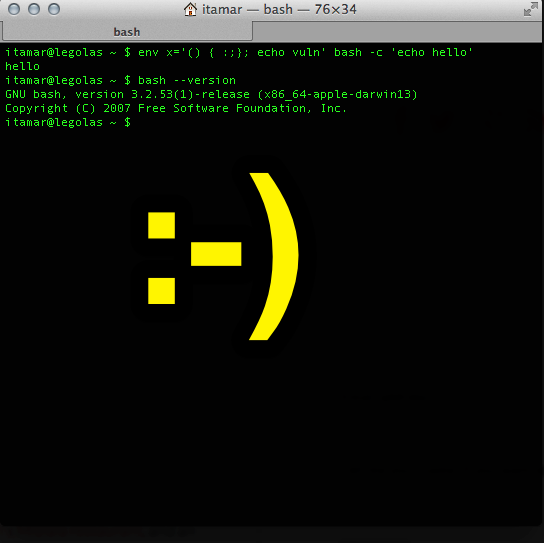 itamar — bash — 76×34
bash
itamar@legolas ~ $ env x='() { :;}; echo vuln' bash -c 'echo hello'
hello
itamar@legolas ~ $ bash --version
GNU bash, version 3.2.53(1)-release (x86_64-apple-darwin13)
Copyright (C) 2007 Free Software Foundation, Inc.
itamar@legolas ~ $
:-)